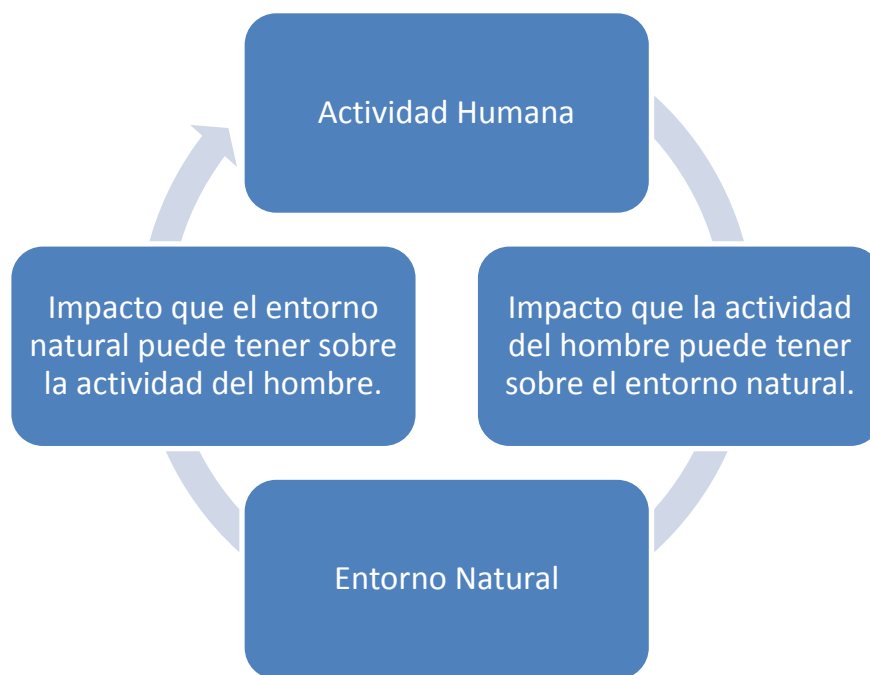 Actividad Humana
Impacto que el entorno
natural puede tener sobre
la actividad del hombre.
Impacto que la actividad
del hombre puede tener
sobre el entorno natural.
Entorno Natural